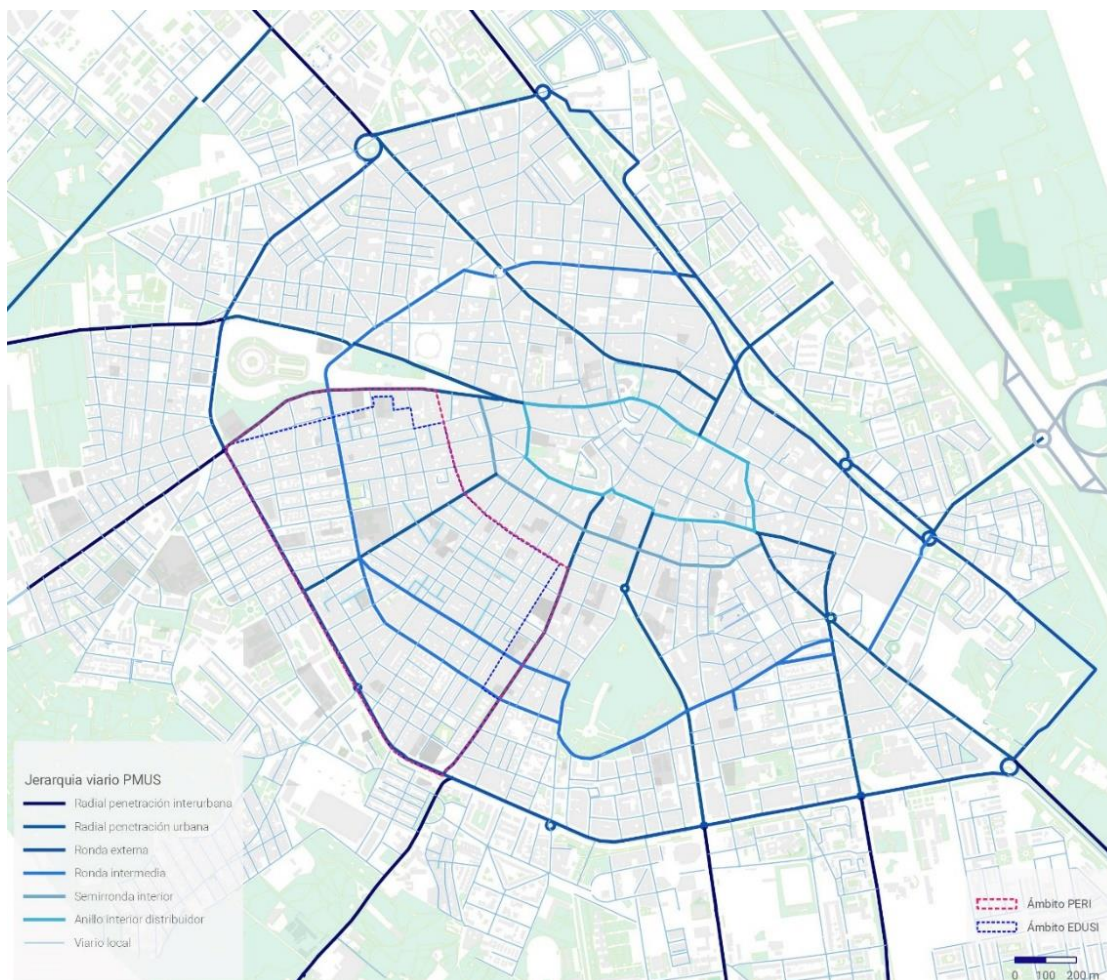 Jerarquia viario PMUS
Radial penetración interurbana
Radial penetración urbana
Ronda externa
Ronda intermedia
Semirronda interior
Anillo interior distribuidor
Viario local
Ámbito PERI
Ámbito EDUSI
0 100 200 m